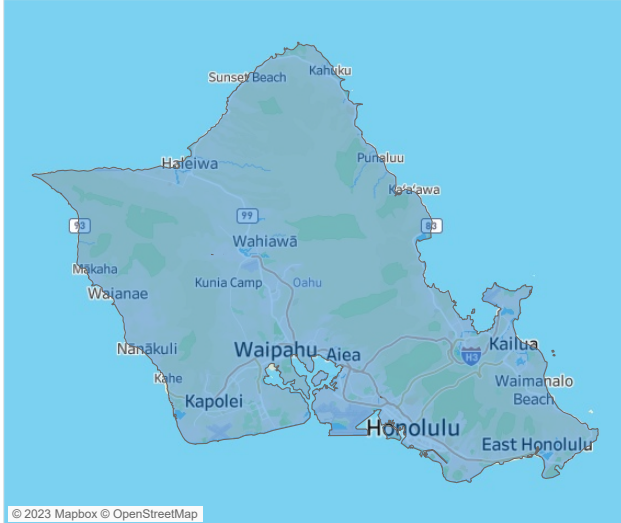 Sunset Beach
Kahuku
Haleiwa
Punaluu
Ka'a'awa
93
99
83
Wahiawā
Mākaha
Kunia Camp
Oahu
Waianae
Nānākuli
Waipahu
Aiea
H3
Kailua
Kahe
Waimanalo
Beach
Kapolei
Honolulu
East Honolulu
© 2023 Mapbox © OpenStreetMap